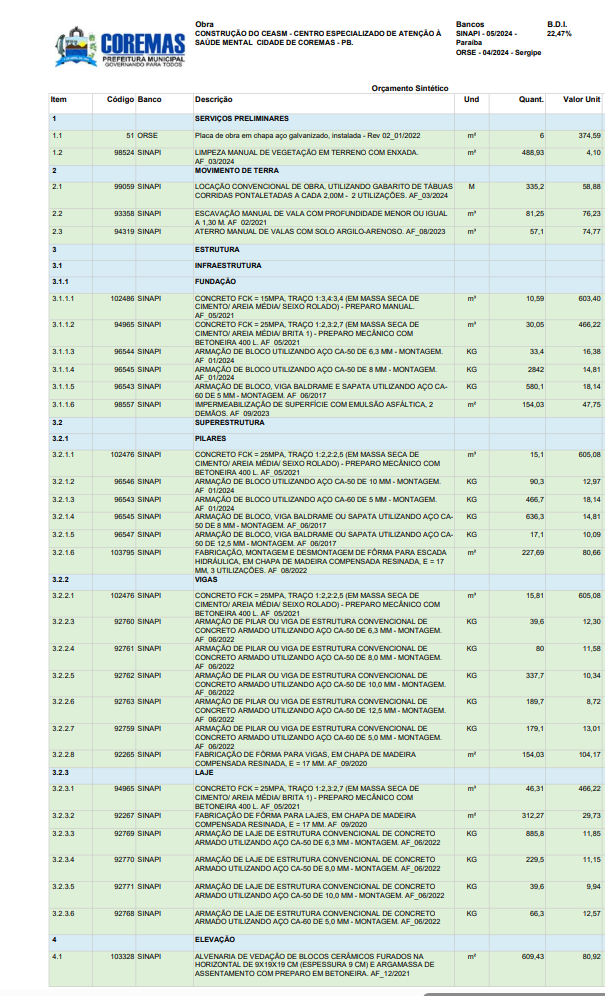 COREMAS
PREFEITURA MUNICIPAL
GOVERNANDO PARA TODOS
Obra
CONSTRUÇÃO DO CEASM - CENTRO ESPECIALIZADO DE ATENÇÃO À
SAÚDE MENTAL CIDADE DE COREMAS - PB.
Bancos
SINAPI - 05/2024 -
Paraíba
ORSE - 04/2024 - Sergipe
B.D.I.
22,47%
Orçamento Sintético
Item Código Banco Descrição Und Quant. Valor Unit
1 SERVIÇOS PRELIMINARES
1.1 51 ORSE Placa de obra em chapa aço galvanizado, instalada - Rev 02_01/2022 m² 6 374,59
1.2 98524 SINAPI LIMPEZA MANUAL DE VEGETAÇÃO EM TERRENO COM ENXADA. m² 488,93 4,10
AF_03/2024
2 MOVIMENTO DE TERRA
2.1 99059 SINAPI LOCAÇÃO CONVENCIONAL DE OBRA, UTILIZANDO GABARITO DE TÁBUAS M 335,2 58,88
CORRIDAS PONTALETADAS A CADA 2,00M - 2 UTILIZAÇÕES. AF_03/2024
2.2 93358 SINAPI ESCAVAÇÃO MANUAL DE VALA COM PROFUNDIDADE MENOR OU IGUAL m³ 81,25 76,23
A 1,30 M. AF_02/2021
2.3 94319 SINAPI ATERRO MANUAL DE VALAS COM SOLO ARGILO-ARENOSO. AF_08/2023 m³ 57,1 74,77
3 ESTRUTURA
3.1 INFRAESTRUTURA
3.1.1 FUNDAÇÃO
3.1.1.1 102486 SINAPI CONCRETO FCK = 15MPA, TRAÇO 1:3,4:3,4 (EM MASSA SECA DE m³ 10,59 603,40
CIMENTO/ AREIA MÉDIA/ SEIXO ROLADO) - PREPARO MANUAL.
AF_05/2021
3.1.1.2 94965 SINAPI CONCRETO FCK = 25MPA, TRAÇO 1:2,3:2,7 (EM MASSA SECA DE m³ 30,05 466,22
CIMENTO/ AREIA MÉDIA/ BRITA 1) - PREPARO MECÂNICO COM
BETONEIRA 400 L. AF_05/2021
3.1.1.3 96544 SINAPI ARMAÇÃO DE BLOCO UTILIZANDO AÇO CA-50 DE 6,3 MM - MONTAGEM. KG 33,4 16,38
AF_01/2024
3.1.1.4 96545 SINAPI ARMAÇÃO DE BLOCO UTILIZANDO AÇO CA-50 DE 8 MM - MONTAGEM. KG 2842 14,81
AF_01/2024
3.1.1.5 96543 SINAPI ARMAÇÃO DE BLOCO, VIGA BALDRAME E SAPATA UTILIZANDO AÇO CA- KG 580,1 18,14
60 DE 5 MM - MONTAGEM. AF_06/2017
3.1.1.6 98557 SINAPI IMPERMEABILIZAÇÃO DE SUPERFÍCIE COM EMULSÃO ASFÁLTICA, 2 m² 154,03 47,75
DEMÃOS. AF_09/2023
3.2 SUPERESTRUTURA
3.2.1 PILARES
3.2.1.1 102476 SINAPI CONCRETO FCK = 25MPA, TRAÇO 1:2,2:2,5 (EM MASSA SECA DE m³ 15,1 605,08
CIMENTO/ AREIA MÉDIA/ SEIXO ROLADO) - PREPARO MECÂNICO COM
BETONEIRA 400 L. AF_05/2021
3.2.1.2 96546 SINAPI ARMAÇÃO DE BLOCO UTILIZANDO AÇO CA-50 DE 10 MM - MONTAGEM. KG 90,3 12,97
AF_01/2024
3.2.1.3 96543 SINAPI ARMAÇÃO DE BLOCO UTILIZANDO AÇO CA-60 DE 5 MM - MONTAGEM. KG 466,7 18,14
AF_01/2024
3.2.1.4 96545 SINAPI ARMAÇÃO DE BLOCO, VIGA BALDRAME OU SAPATA UTILIZANDO AÇO CA- KG 636,3 14,81
50 DE 8 MM - MONTAGEM. AF_06/2017
3.2.1.5 96547 SINAPI ARMAÇÃO DE BLOCO, VIGA BALDRAME OU SAPATA UTILIZANDO AÇO CA- KG 17,1 10,09
50 DE 12,5 MM - MONTAGEM. AF_06/2017
3.2.1.6 103795 SINAPI FABRICAÇÃO, MONTAGEM E DESMONTAGEM DE FÔRMA PARA ESCADA m² 227,69 80,66
HIDRÁULICA, EM CHAPA DE MADEIRA COMPENSADA RESINADA, E = 17
MM, 3 UTILIZAÇÕES. AF_08/2022
3.2.2 VIGAS
3.2.2.1 102476 SINAPI CONCRETO FCK = 25MPA, TRAÇO 1:2,2:2,5 (EM MASSA SECA DE m³ 15,81 605,08
CIMENTO/ AREIA MÉDIA/ SEIXO ROLADO) - PREPARO MECÂNICO COM
BETONEIRA 400 L. AF_05/2021
3.2.2.3 92760 SINAPI ARMAÇÃO DE PILAR OU VIGA DE ESTRUTURA CONVENCIONAL DE KG 39,6 12,30
CONCRETO ARMADO UTILIZANDO AÇO CA-50 DE 6,3 MM - MONTAGEM.
AF_06/2022
3.2.2.4 92761 SINAPI ARMAÇÃO DE PILAR OU VIGA DE ESTRUTURA CONVENCIONAL DE KG 80 11,58
CONCRETO ARMADO UTILIZANDO AÇO CA-50 DE 8,0 MM - MONTAGEM.
AF_06/2022
3.2.2.5 92762 SINAPI ARMAÇÃO DE PILAR OU VIGA DE ESTRUTURA CONVENCIONAL DE KG 337,7 10,34
CONCRETO ARMADO UTILIZANDO AÇO CA-50 DE 10,0 MM - MONTAGEM.
AF_06/2022
3.2.2.6 92763 SINAPI ARMAÇÃO DE PILAR OU VIGA DE ESTRUTURA CONVENCIONAL DE KG 189,7 8,72
CONCRETO ARMADO UTILIZANDO AÇO CA-50 DE 12,5 MM - MONTAGEM.
AF_06/2022
3.2.2.7 92759 SINAPI ARMAÇÃO DE PILAR OU VIGA DE ESTRUTURA CONVENCIONAL DE KG 179,1 13,01
CONCRETO ARMADO UTILIZANDO AÇO CA-60 DE 5,0 MM - MONTAGEM.
AF_06/2022
3.2.2.8 92265 SINAPI FABRICAÇÃO DE FÔRMA PARA VIGAS, EM CHAPA DE MADEIRA m² 154,03 104,17
COMPENSADA RESINADA, E = 17 MM. AF_09/2020
3.2.3 LAJE
3.2.3.1 94965 SINAPI CONCRETO FCK = 25MPA, TRAÇO 1:2,3:2,7 (EM MASSA SECA DE m³ 46,31 466,22
CIMENTO/ AREIA MÉDIA/ BRITA 1) - PREPARO MECÂNICO COM
BETONEIRA 400 L. AF_05/2021
3.2.3.2 92267 SINAPI FABRICAÇÃO DE FÔRMA PARA LAJES, EM CHAPA DE MADEIRA m² 312,27 29,73
COMPENSADA RESINADA, E = 17 MM. AF_09/2020
3.2.3.3 92769 SINAPI ARMAÇÃO DE LAJE DE ESTRUTURA CONVENCIONAL DE CONCRETO KG 885,8 11,85
ARMADO UTILIZANDO AÇO CA-50 DE 6,3 MM - MONTAGEM. AF_06/2022
3.2.3.4 92770 SINAPI ARMAÇÃO DE LAJE DE ESTRUTURA CONVENCIONAL DE CONCRETO KG 229,5 11,15
ARMADO UTILIZANDO AÇO CA-50 DE 8,0 MM - MONTAGEM. AF_06/2022
3.2.3.5 92771 SINAPI ARMAÇÃO DE LAJE DE ESTRUTURA CONVENCIONAL DE CONCRETO KG 39,6 9,94
ARMADO UTILIZANDO AÇO CA-50 DE 10,0 MM - MONTAGEM. AF_06/2022
3.2.3.6 92768 SINAPI ARMAÇÃO DE LAJE DE ESTRUTURA CONVENCIONAL DE CONCRETO KG 66,3 12,57
ARMADO UTILIZANDO AÇO CA-60 DE 5,0 MM - MONTAGEM. AF_06/2022
4 ELEVAÇÃO
4.1 103328 SINAPI ALVENARIA DE VEDAÇÃO DE BLOCOS CERÂMICOS FURADOS NA m² 609,43 80,92
HORIZONTAL DE 9X19X19 CM (ESPESSURA 9 CM) E ARGAMASSA DE
ASSENTAMENTO COM PREPARO EM BETONEIRA. AF_12/2021